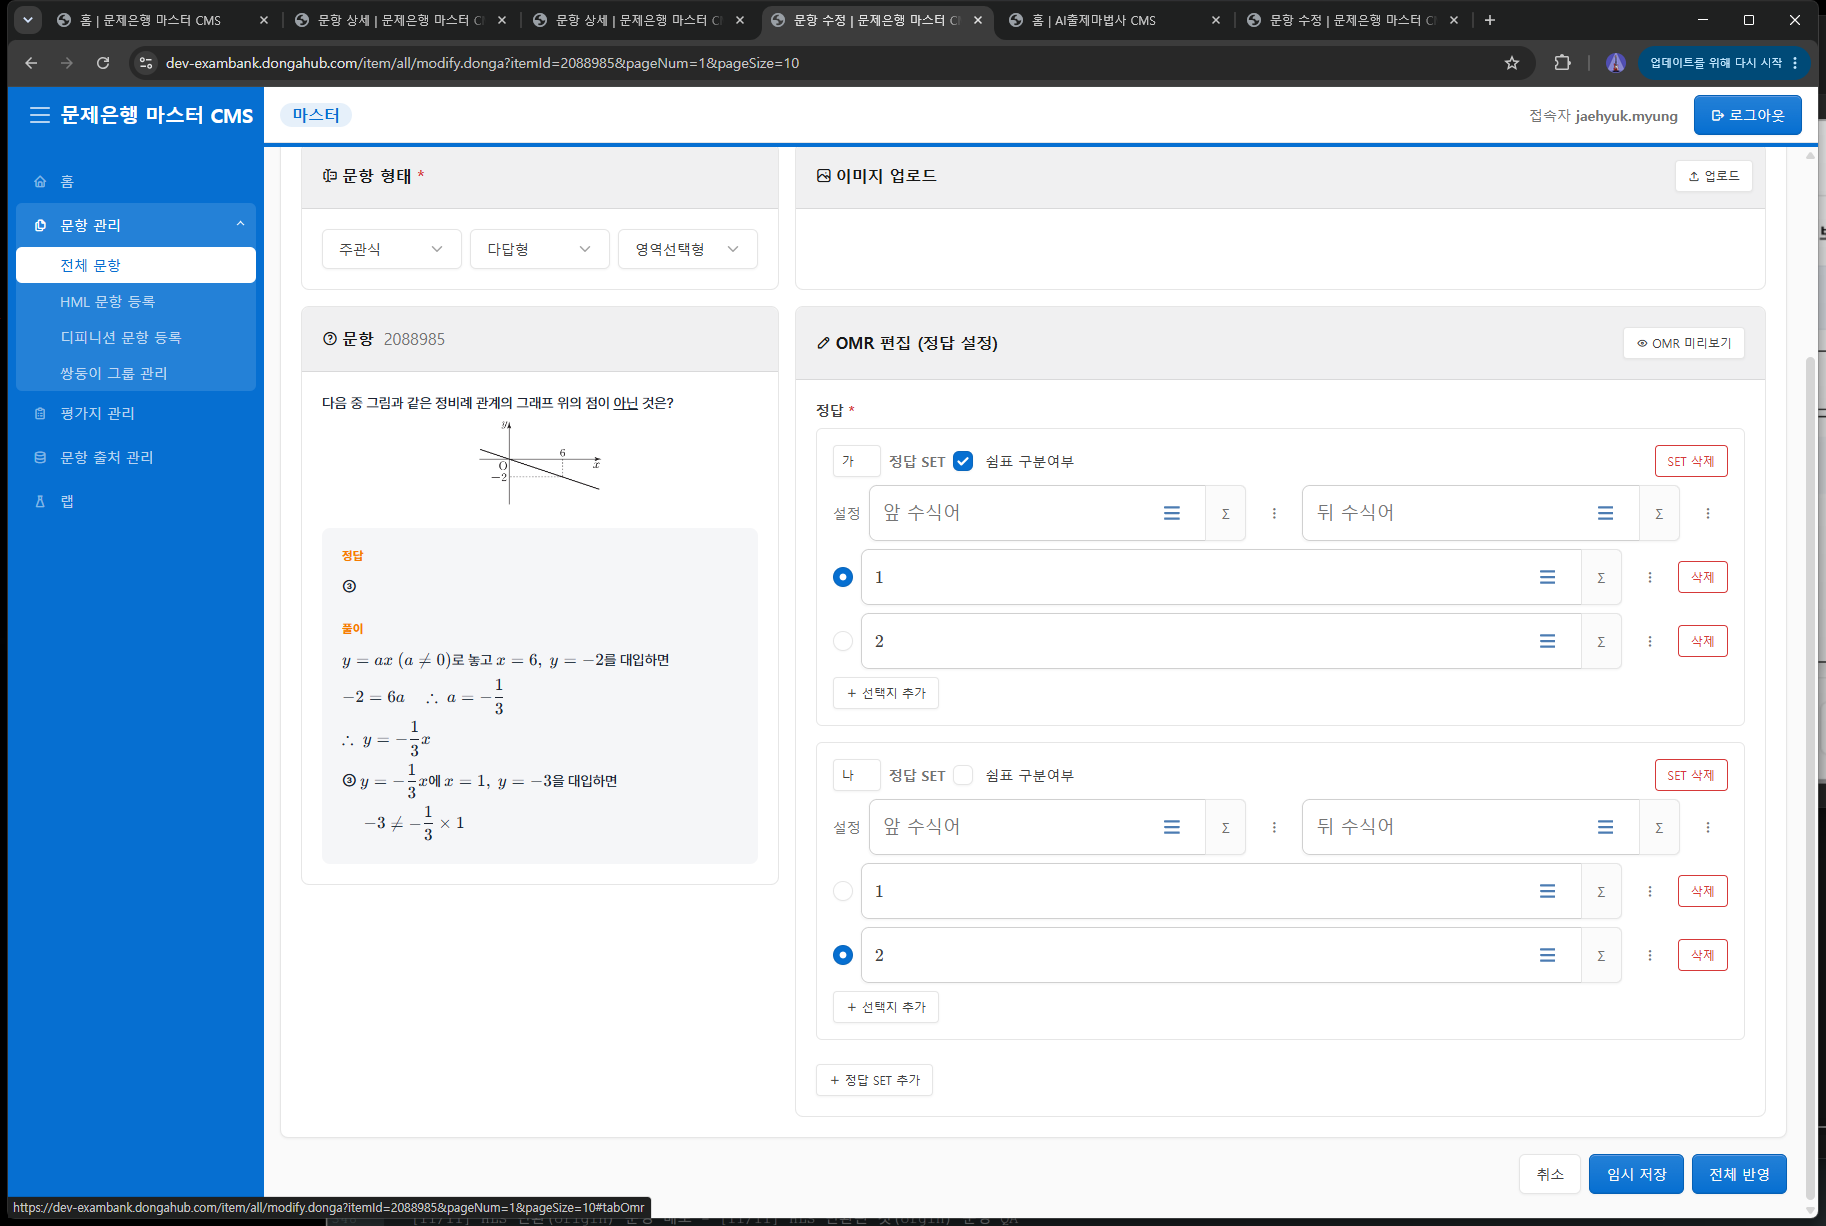 홈 | 문제은행 마스터 CMS
문항 상세 | 문제은행 마스터 C
문항 상세 | 문제은행 마스터 C
문항 수정 | 문제은행 마스터 C
홈 | AI출제마법사 CMS
문항 수정 | 문제은행 마스터 C
dev-exambank.dongahub.com/item/all/modify.donga?itemId=2088985&pageNum=1&pageSize=10
업데이트를 위해 다시 시작
문제은행 마스터 CMS
마스터
접속자 jaehyuk.myung
로그아웃
홈
문항 관리
전체 문항
HML 문항 등록
디피니션 문항 등록
쌍둥이 그룹 관리
평가지 관리
문항 출처 관리
랩
문항 형태 *
주관식
다답형
영역선택형
이미지 업로드
업로드
문항 2088985
다음 중 그림과 같은 정비례 관계의 그래프 위의 점이 아닌 것은?
y
6
O
x
−2
정답
③
풀이
y = ax (a ≠ 0)로 놓고 x = 6, y = −2를 대입하면
−2 = 6a ∴ a = −1/3
∴ y = −1/3x
③ y = −1/3x에 x = 1, y = −3을 대입하면
−3 ≠ −1/3 × 1
OMR 편집 (정답 설정)
OMR 미리보기
정답 *
가 정답 SET 쉼표 구분여부
SET 삭제
설정 앞 수식어 Σ 뒤 수식어 Σ
1 Σ 삭제
2 Σ 삭제
+ 선택지 추가
나 정답 SET 쉼표 구분여부
SET 삭제
설정 앞 수식어 Σ 뒤 수식어 Σ
1 Σ 삭제
2 Σ 삭제
+ 선택지 추가
+ 정답 SET 추가
취소
임시 저장
전체 반영
https://dev-exambank.dongahub.com/item/all/modify.donga?itemId=2088985&pageNum=1&pageSize=10#tabOmr